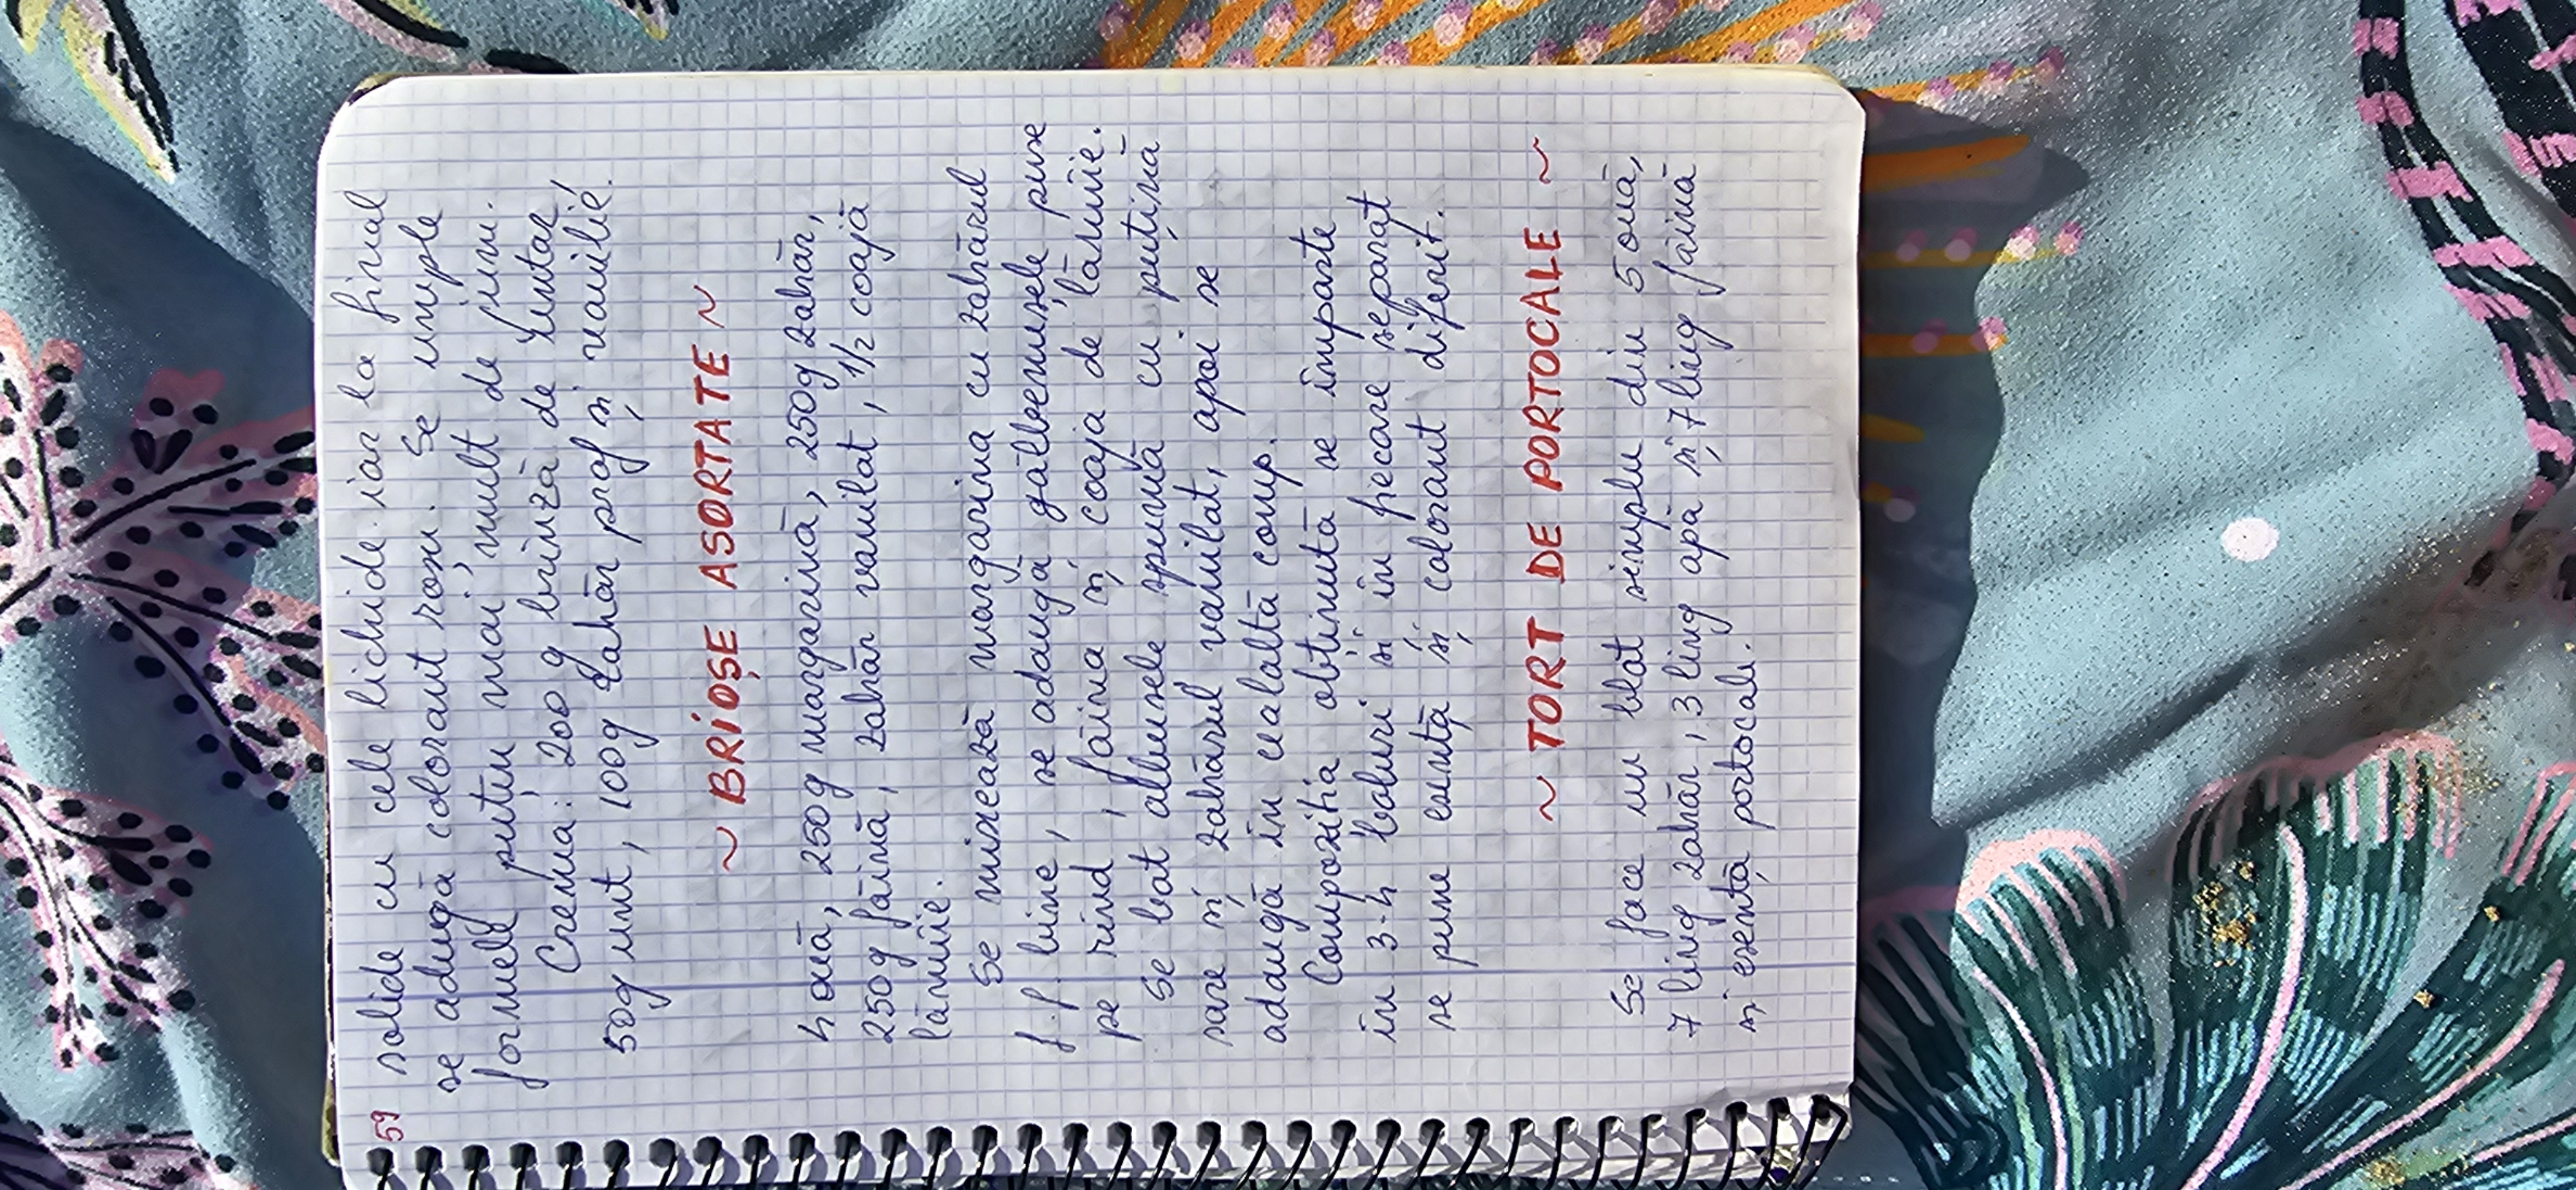 59 solide cu cele lichide iar la final
se adugă colorant roșu. Se umple
formele puțin mai mult de jum.
Crema: 200 g brînză de untar,
50g unt, 100g zahăr praf și vanilie.
~ BRIOȘE ASORTATE ~
4 ouă, 250g margarină, 250g zahăr,
250g făină, zahăr vanilat, 1/2 coajă
lămîie.
Se mixează margarina cu zahărul
f.f. bine, se adaugă gălbenușele puse
pe rînd, făina și coaja de lămîie.
Se bat albușele spumă cu puțină
sare și zahărul vanilat, apoi se
adaugă în cealaltă comp.
Compoziția obținută se împarte
în 3-4 boluri și în fiecare separat
se pune esență și colorant diferit.
~ TORT DE PORTOCALE ~
Se face un blat simplu din 5 ouă,
7 ling zahăr, 3 ling apă și 7 ling făină
și esență portocale.